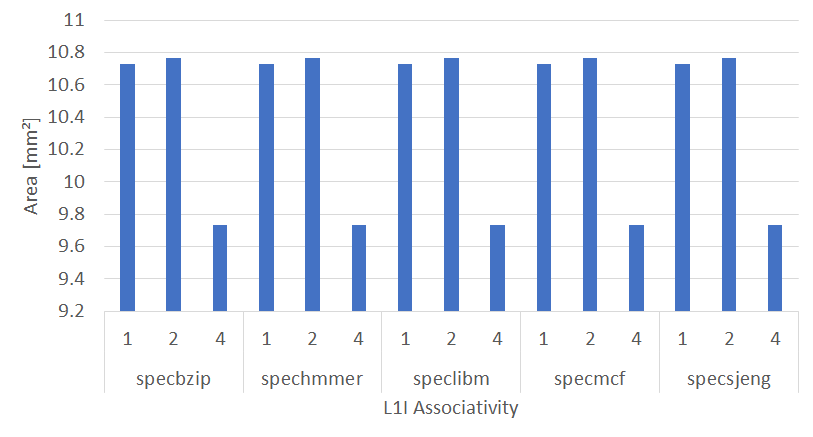 11
10.8
10.6
10.4
10.2
10
9.8
9.6
9.4
9.2
Area [mm²]
1 2 4 1 2 4 1 2 4 1 2 4 1 2 4
specbzip spechmmer speclibm specmcf specsjeng
L1I Associativity